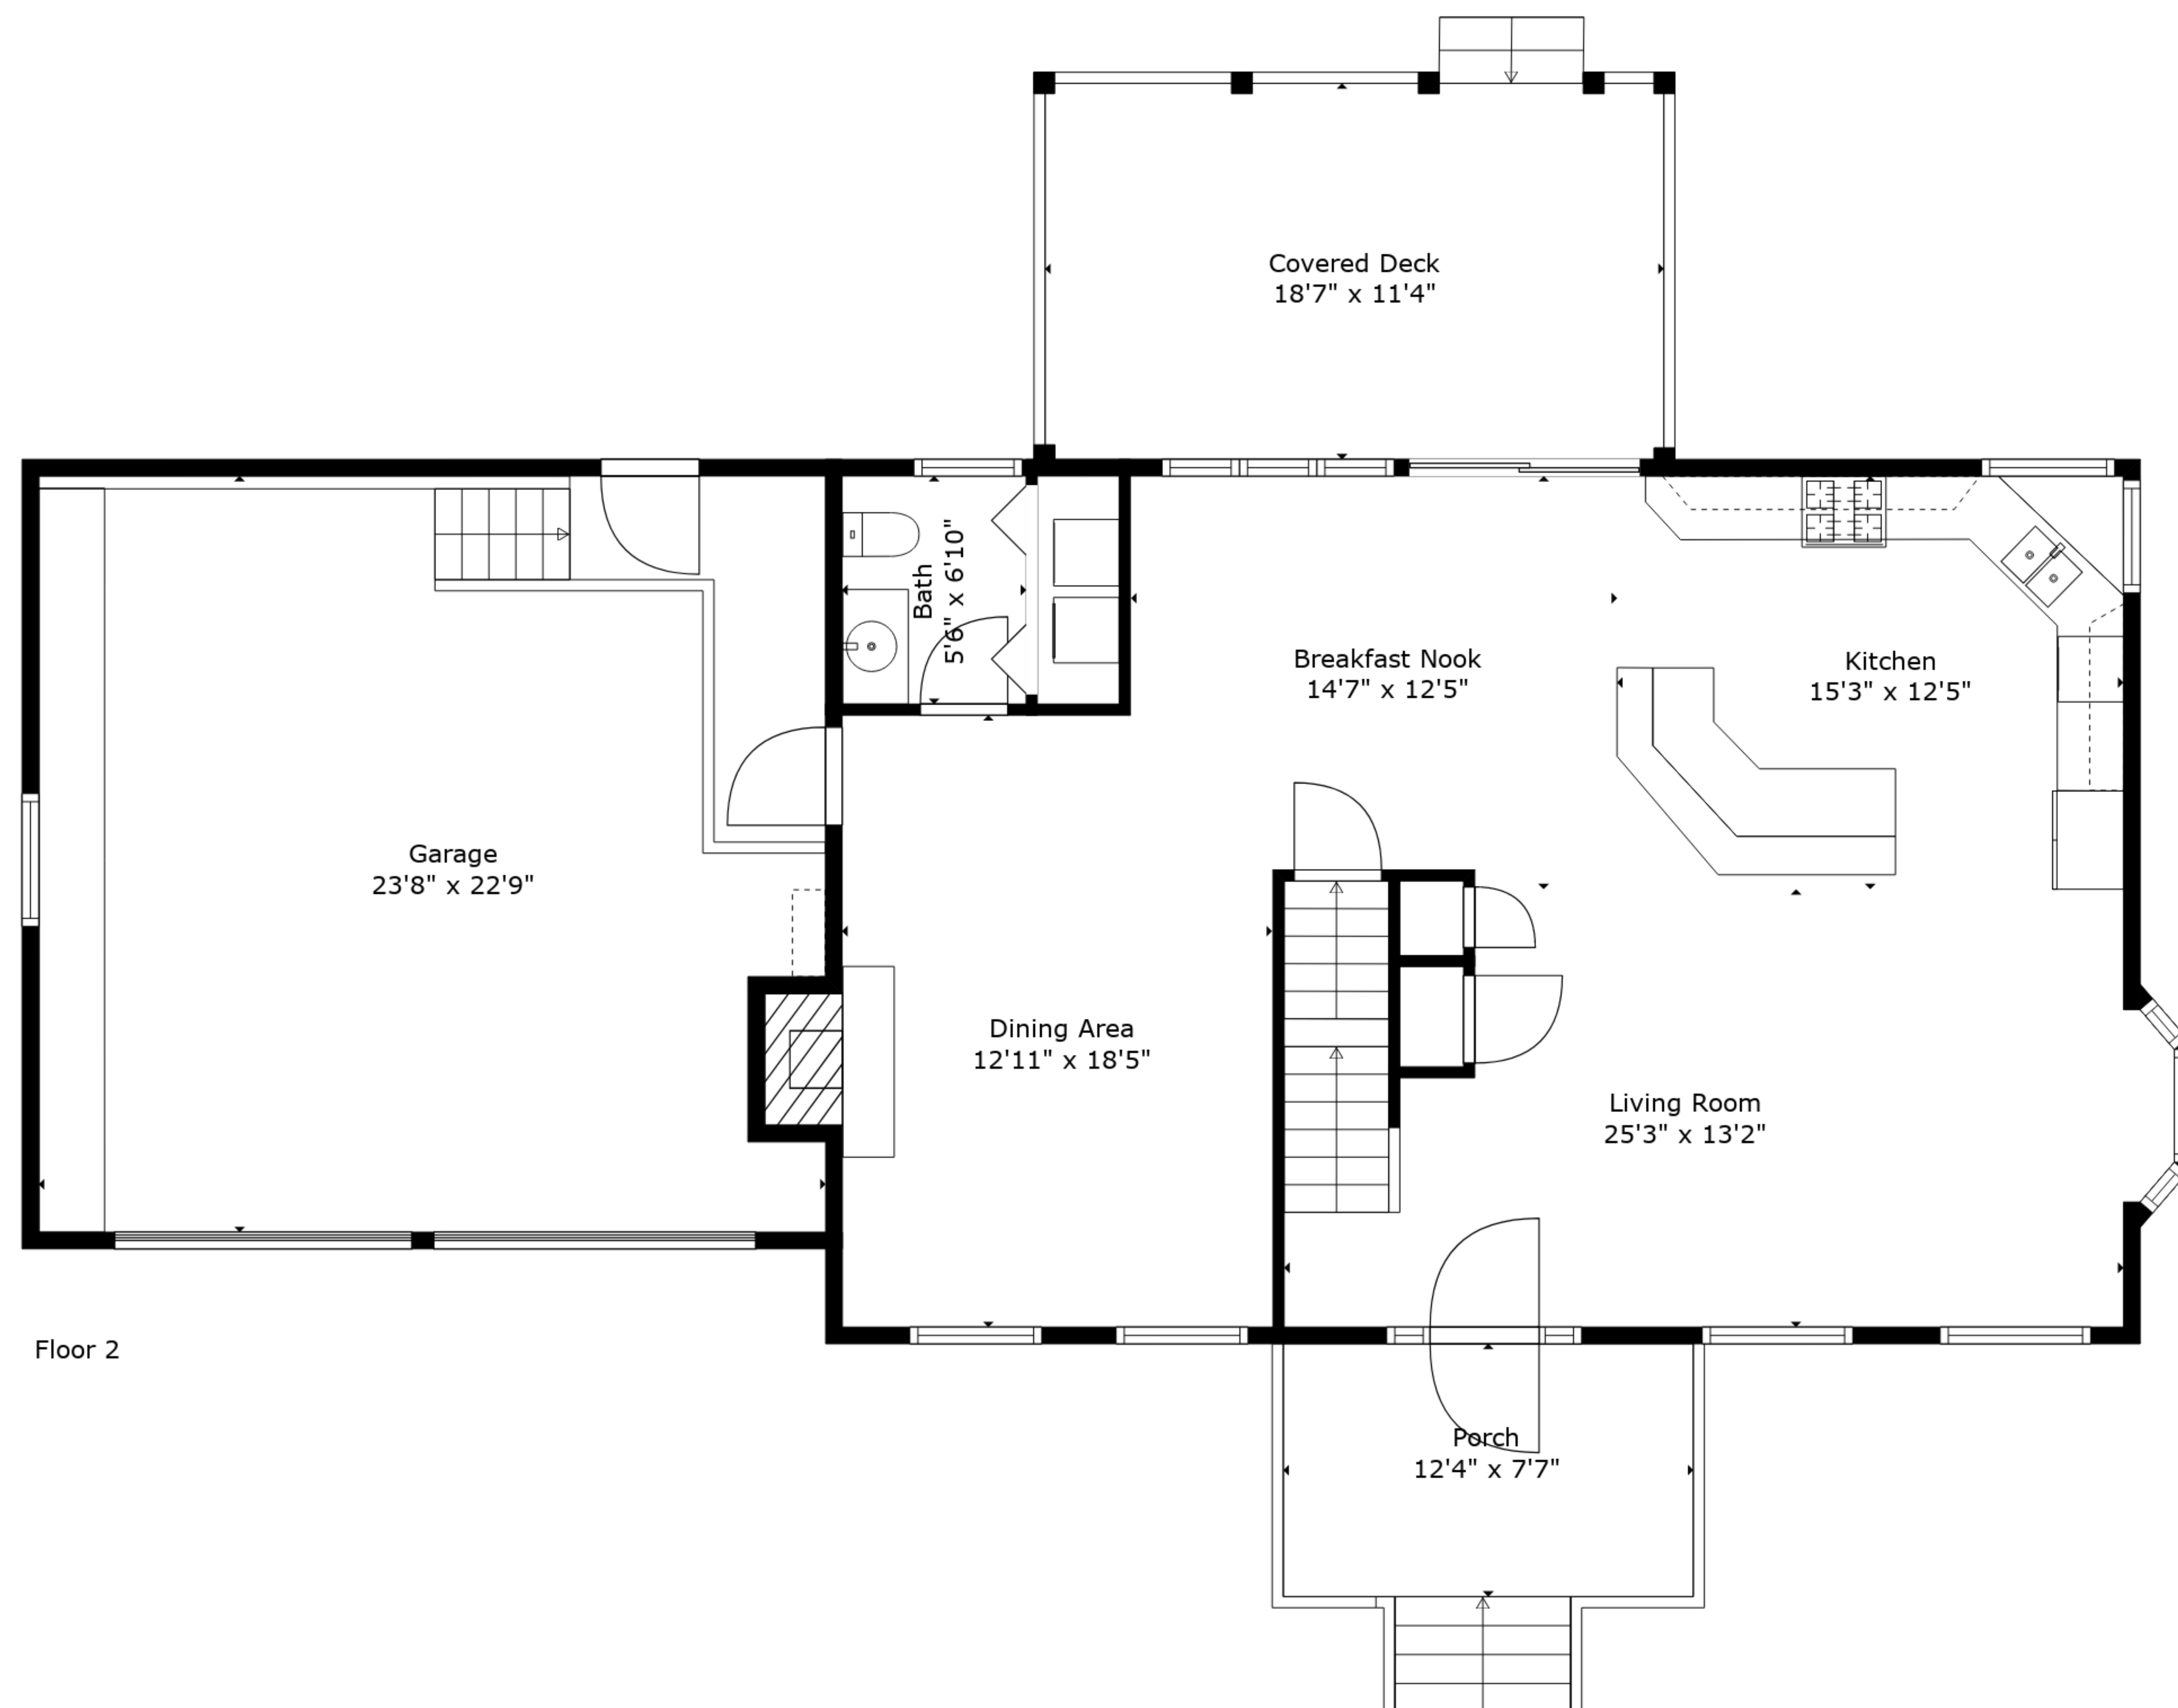 Covered Deck
18'7" x 11'4"
Bath
5'6" x 6'10"
Breakfast Nook
14'7" x 12'5"
Kitchen
15'3" x 12'5"
Garage
23'8" x 22'9"
Dining Area
12'11" x 18'5"
Living Room
25'3" x 13'2"
Floor 2
Porch
12'4" x 7'7"